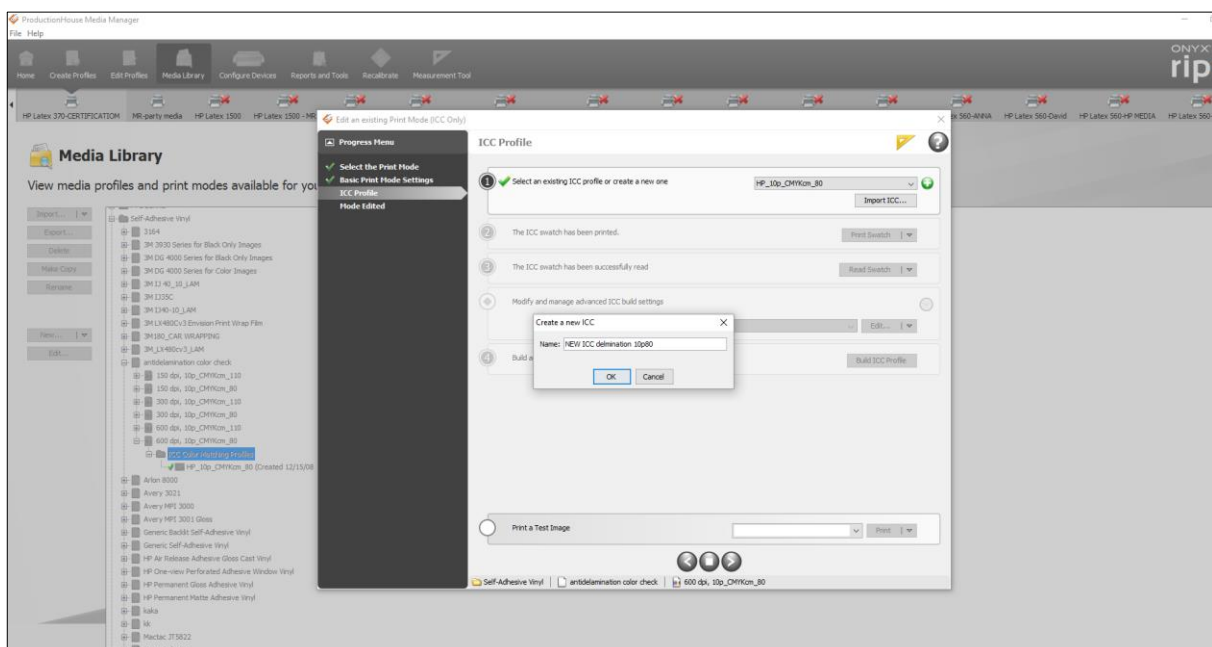 ProductionHouse Media Manager
File Help
Home Create Profiles Edit Profiles Media Library Configure Devices Reports and Tools Recalibrate Measurement Tool
ONYX
rip
HP Latex 370-CERTIFICATION MR-party media HP Latex 1500 HP Latex 1500 - MR
ex 560-ANNA HP Latex 560-David HP Latex 560-HP MEDIA HP Latex 560-
Media Library
View media profiles and print modes available for you
Import...
Export...
Delete
Make Copy
Rename
New...
Edit...
Self-Adhesive Vinyl
3164
3M 3930 Series for Black Only Images
3M DG 4000 Series for Black Only Images
3M DG 4000 Series for Color Images
3M IJ 40_10_LAM
3M IJ35C
3M IJ40-10_LAM
3M LX480Cv3 Envision Print Wrap Film
3M180_CAR WRAPPING
3M_LX480cv3_LAM
antidelamination color check
150 dpi, 10p_CMYKcm_110
150 dpi, 10p_CMYKcm_80
300 dpi, 10p_CMYKcm_110
300 dpi, 10p_CMYKcm_80
600 dpi, 10p_CMYKcm_110
600 dpi, 10p_CMYKcm_80
ICC Color Matching Profiles
HP_10p_CMYKcm_80 (Created 12/15/08
Arlon 8000
Avery 3021
Avery MPI 3000
Avery MPI 3001 Gloss
Generic Backlit Self-Adhesive Vinyl
Generic Self-Adhesive Vinyl
HP Air Release Adhesive Gloss Cast Vinyl
HP One-view Perforated Adhesive Window Vinyl
HP Permanent Gloss Adhesive Vinyl
HP Permanent Matte Adhesive Vinyl
kaka
kk
Mactac JT5822
Edit an existing Print Mode (ICC Only)
Progress Menu
Select the Print Mode
Basic Print Mode Settings
ICC Profile
Mode Edited
ICC Profile
1 Select an existing ICC profile or create a new one HP_10p_CMYKcm_80
Import ICC...
2 The ICC swatch has been printed. Print Swatch
3 The ICC swatch has been successfully read Read Swatch
Modify and manage advanced ICC build settings
Edit...
4 Build a
Build ICC Profile
Create a new ICC
Name: NEW ICC delmination 10p80
OK Cancel
Print a Test Image Print
Self-Adhesive Vinyl antidelamination color check 600 dpi, 10p_CMYKcm_80